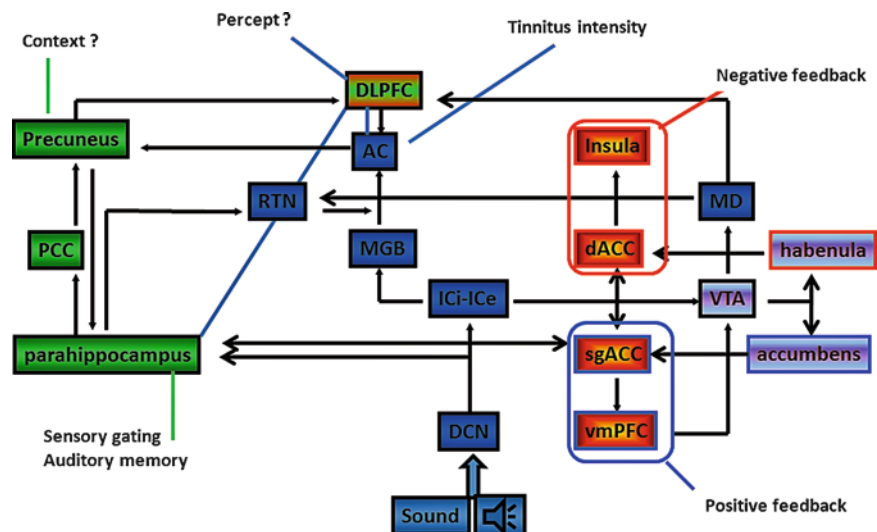 Percept ?
Tinnitus intensity
Context ?
Negative feedback
DLPFC
Precuneus
AC
Insula
RTN
MD
PCC
MGB
dACC
habenula
ICi-ICe
VTA
parahippocampus
sgACC
accumbens
Sensory gating
Auditory memory
DCN
vmPFC
Positive feedback
Sound